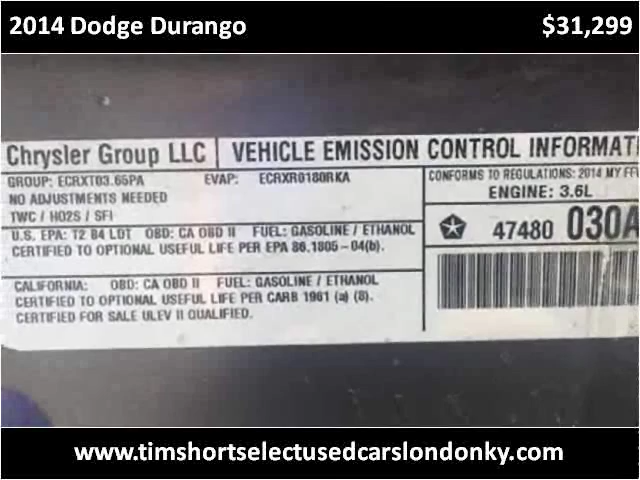 2014 Dodge Durango $31,299
Chrysler Group LLC VEHICLE EMISSION CONTROL INFORMATI
GROUP: ECRXT03.65PA EVAP: ECRXR0180RKA
NO ADJUSTMENTS NEEDED
TWC / HO2S / SFI
CONFORMS TO REGULATIONS: 2014 MY FFV
ENGINE: 3.6L
U.S. EPA: T2 B4 LDT OBD: CA OBD II FUEL: GASOLINE / ETHANOL
CERTIFIED TO OPTIONAL USEFUL LIFE PER EPA 86.1805-04(b).
47480 030A
CALIFORNIA: OBD: CA OBD II FUEL: GASOLINE / ETHANOL
CERTIFIED TO OPTIONAL USEFUL LIFE PER CARB 1961 (a) (8).
CERTIFIED FOR SALE ULEV II QUALIFIED.
www.timshortselectusedcarslondonky.com